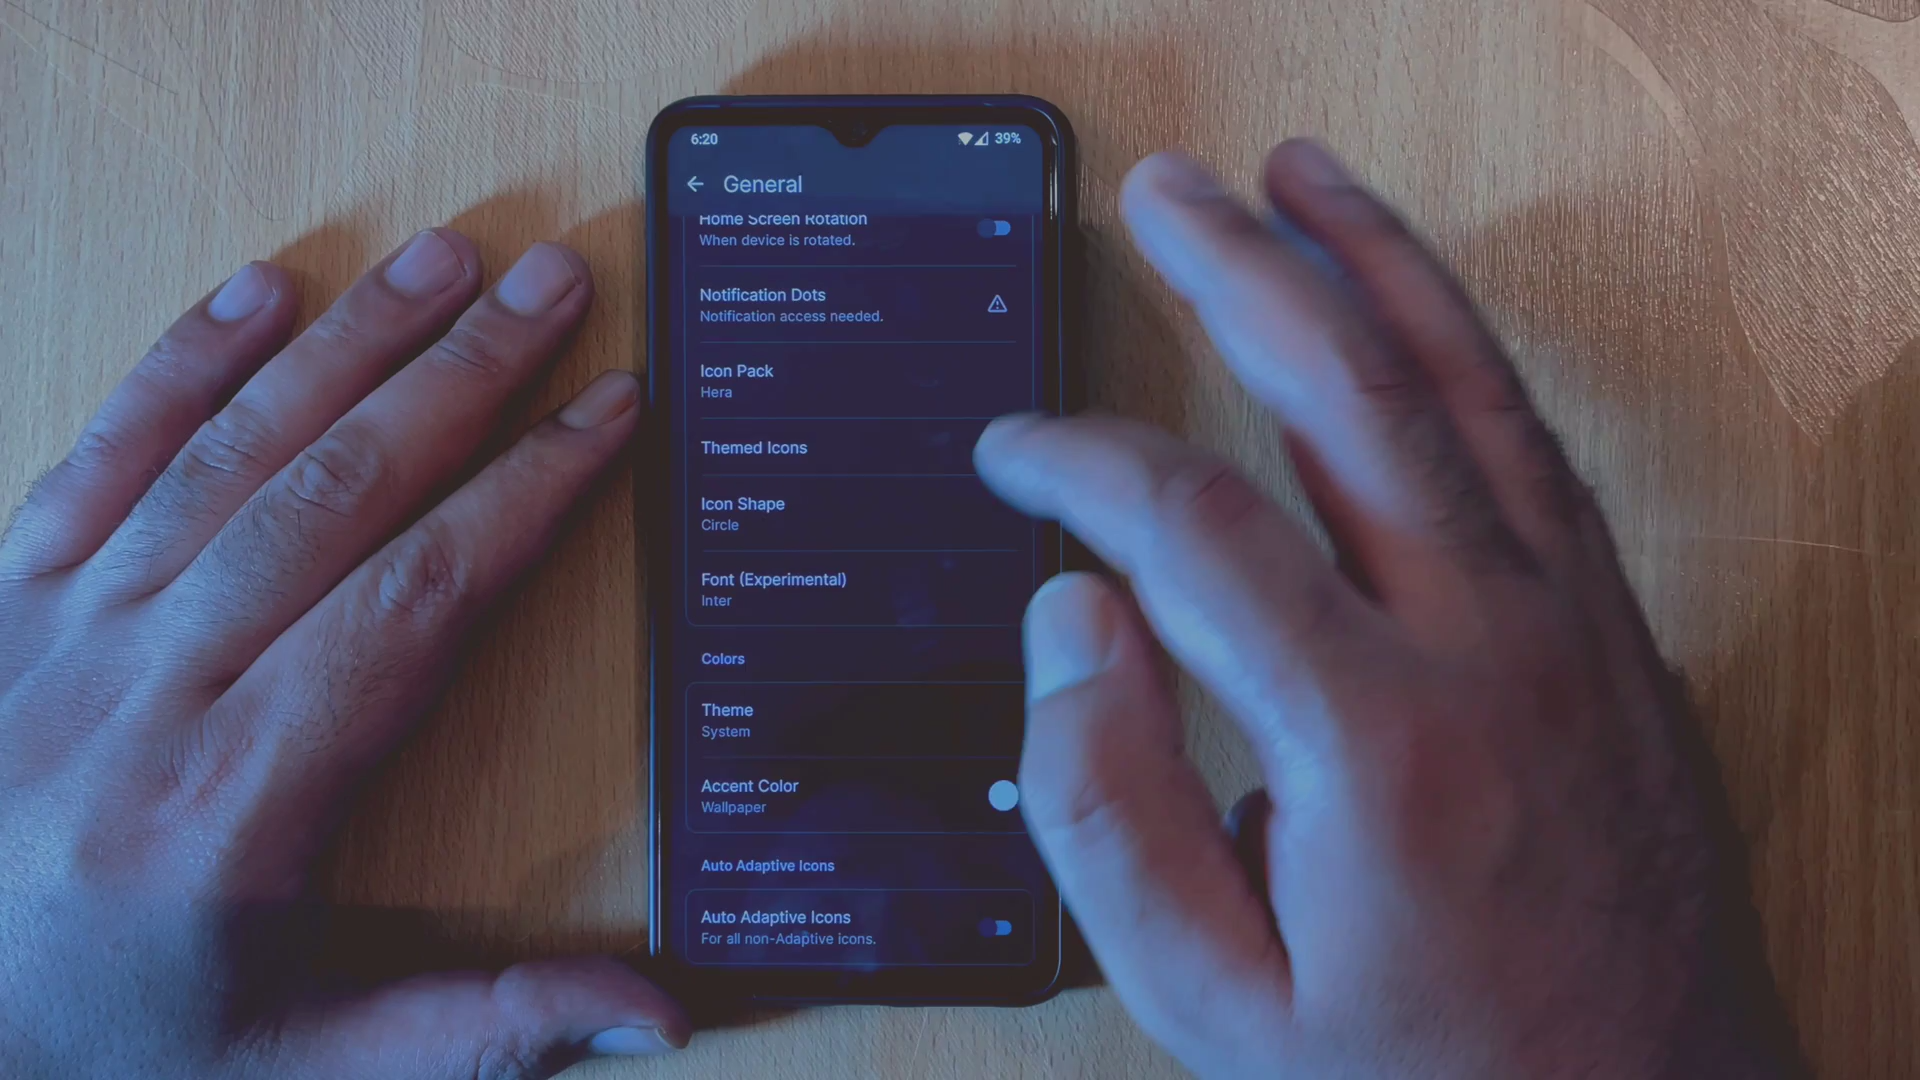 6:20
39%
General
Home Screen Rotation
When device is rotated.
Notification Dots
Notification access needed.
Icon Pack
Hera
Themed Icons
Icon Shape
Circle
Font (Experimental)
Inter
Colors
Theme
System
Accent Color
Wallpaper
Auto Adaptive Icons
Auto Adaptive Icons
For all non-Adaptive icons.